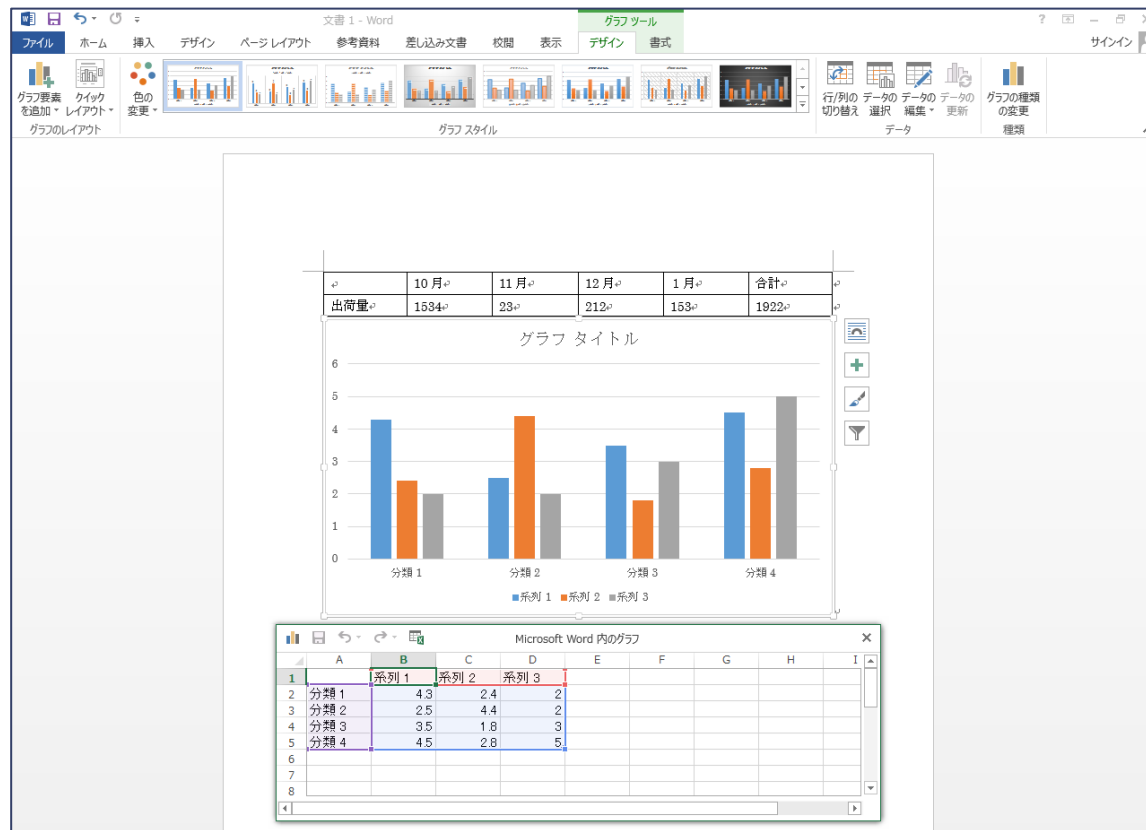 文書 1 - Word
グラフ ツール
?
ファイル ホーム 挿入 デザイン ページ レイアウト 参考資料 差し込み文書 校閲 表示 デザイン 書式
サインイン
グラフ要素を追加
クイックレイアウト
色の変更
行/列の切り替え
データの選択
データの編集
データの更新
グラフの種類の変更
グラフのレイアウト
グラフ スタイル
データ
種類
10 月 11 月 12 月 1 月 合計
出荷量 1534 23 212 153 1922
グラフ タイトル
6
5
4
3
2
1
0
分類 1 分類 2 分類 3 分類 4
系列 1 系列 2 系列 3
Microsoft Word 内のグラフ
A B C D E F G H I
1 系列 1 系列 2 系列 3
2 分類 1 4.3 2.4 2
3 分類 2 2.5 4.4 2
4 分類 3 3.5 1.8 3
5 分類 4 4.5 2.8 5
6
7
8